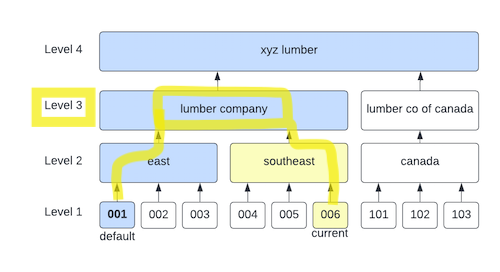 Level 4 xyz lumber
Level 3 lumber company lumber co of canada
Level 2 east southeast canada
Level 1 001 002 003 004 005 006 101 102 103
default current